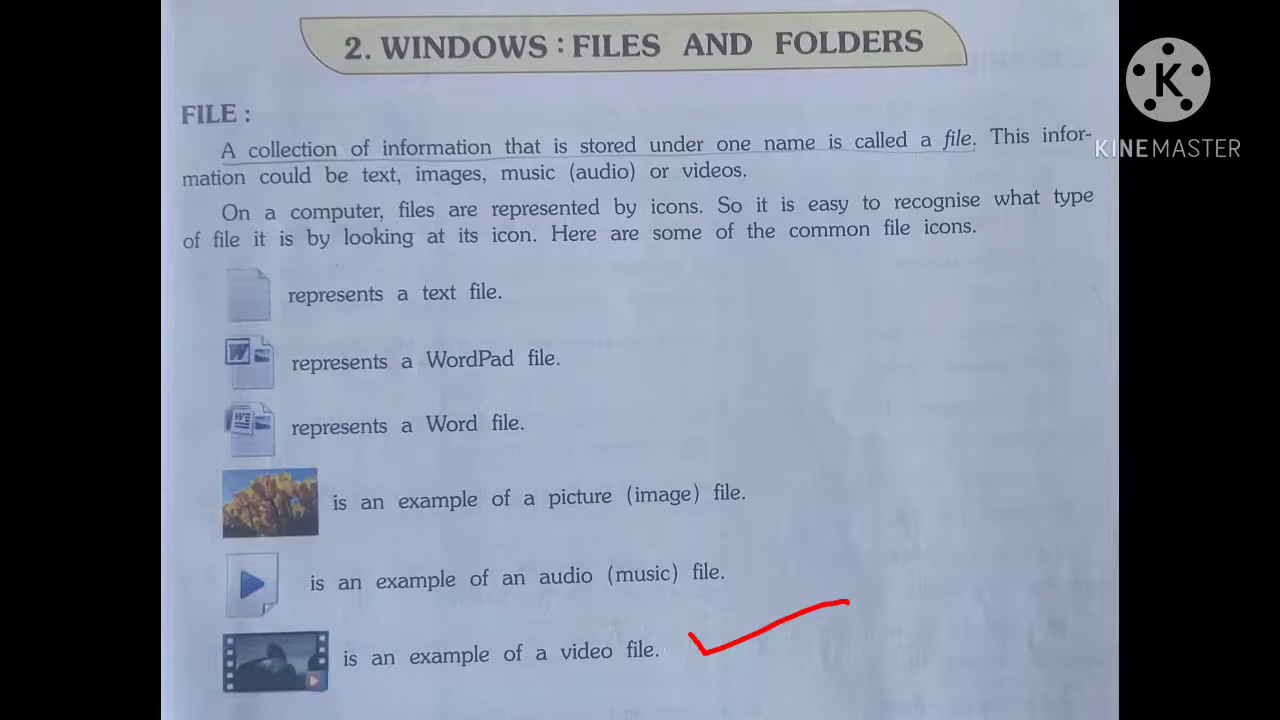 2. WINDOWS : FILES AND FOLDERS
K
KINEMASTER
FILE :
A collection of information that is stored under one name is called a file. This infor-
mation could be text, images, music (audio) or videos.
On a computer, files are represented by icons. So it is easy to recognise what type
of file it is by looking at its icon. Here are some of the common file icons.
represents a text file.
W
represents a WordPad file.
W
represents a Word file.
is an example of a picture (image) file.
is an example of an audio (music) file.
is an example of a video file.